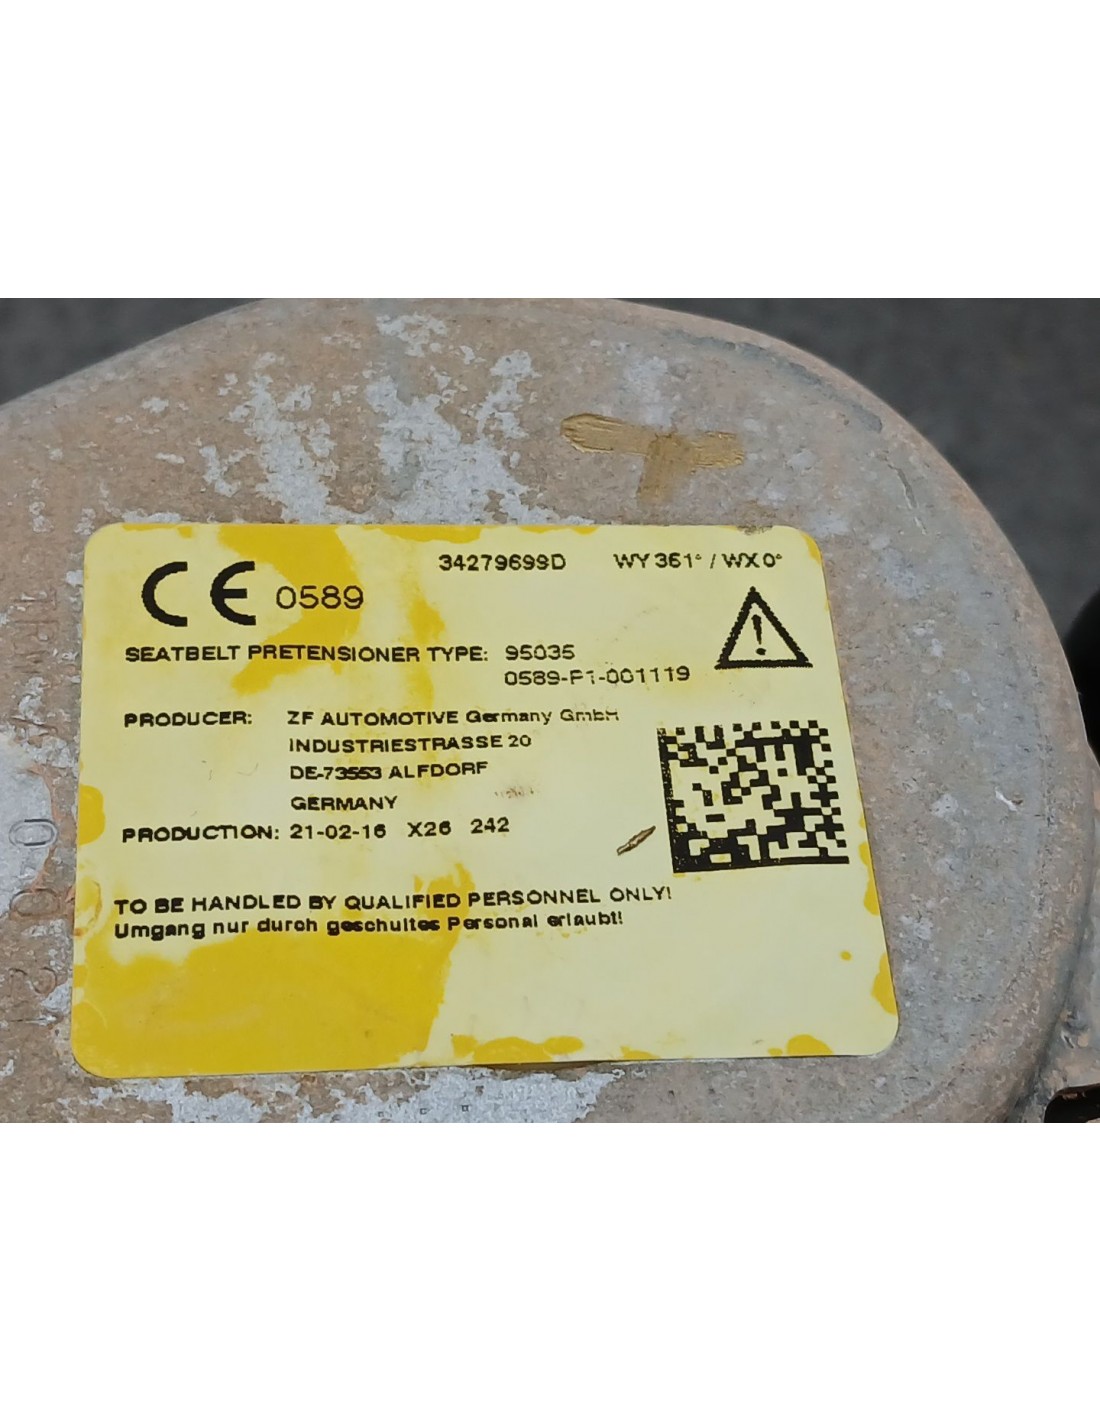 CE 0589
34279699D WY 361° / WX 0°
SEATBELT PRETENSIONER TYPE: 95035
0589-P1-001119
PRODUCER: ZF AUTOMOTIVE Germany GmbH
INDUSTRIESTRASSE 20
DE-73553 ALFDORF
GERMANY
PRODUCTION: 21-02-16 X26 242
TO BE HANDLED BY QUALIFIED PERSONNEL ONLY!
Umgang nur durch geschultes Personal erlaubt!